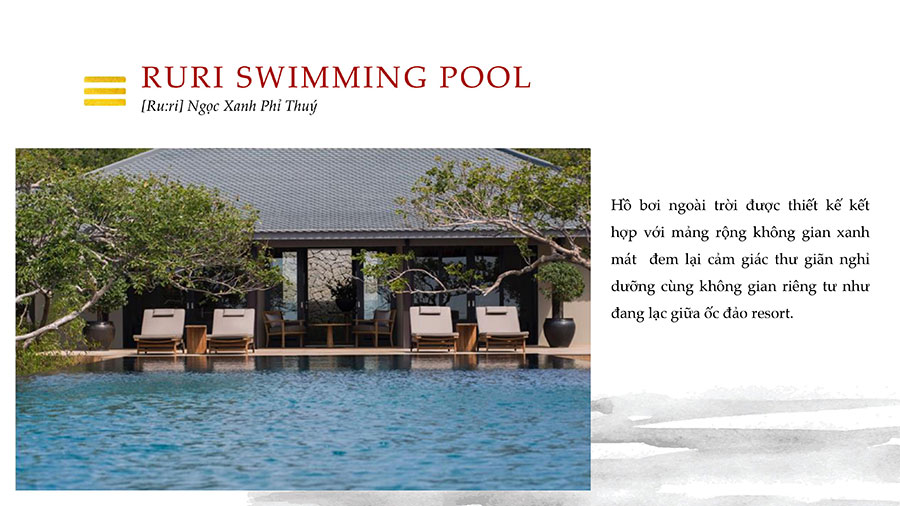 RURI SWIMMING POOL
[Ru:ri] Ngọc Xanh Phỉ Thuý
Hồ bơi ngoài trời được thiết kế kết
hợp với mảng rộng không gian xanh
mát đem lại cảm giác thư giãn nghỉ
dưỡng cùng không gian riêng tư như
đang lạc giữa ốc đảo resort.